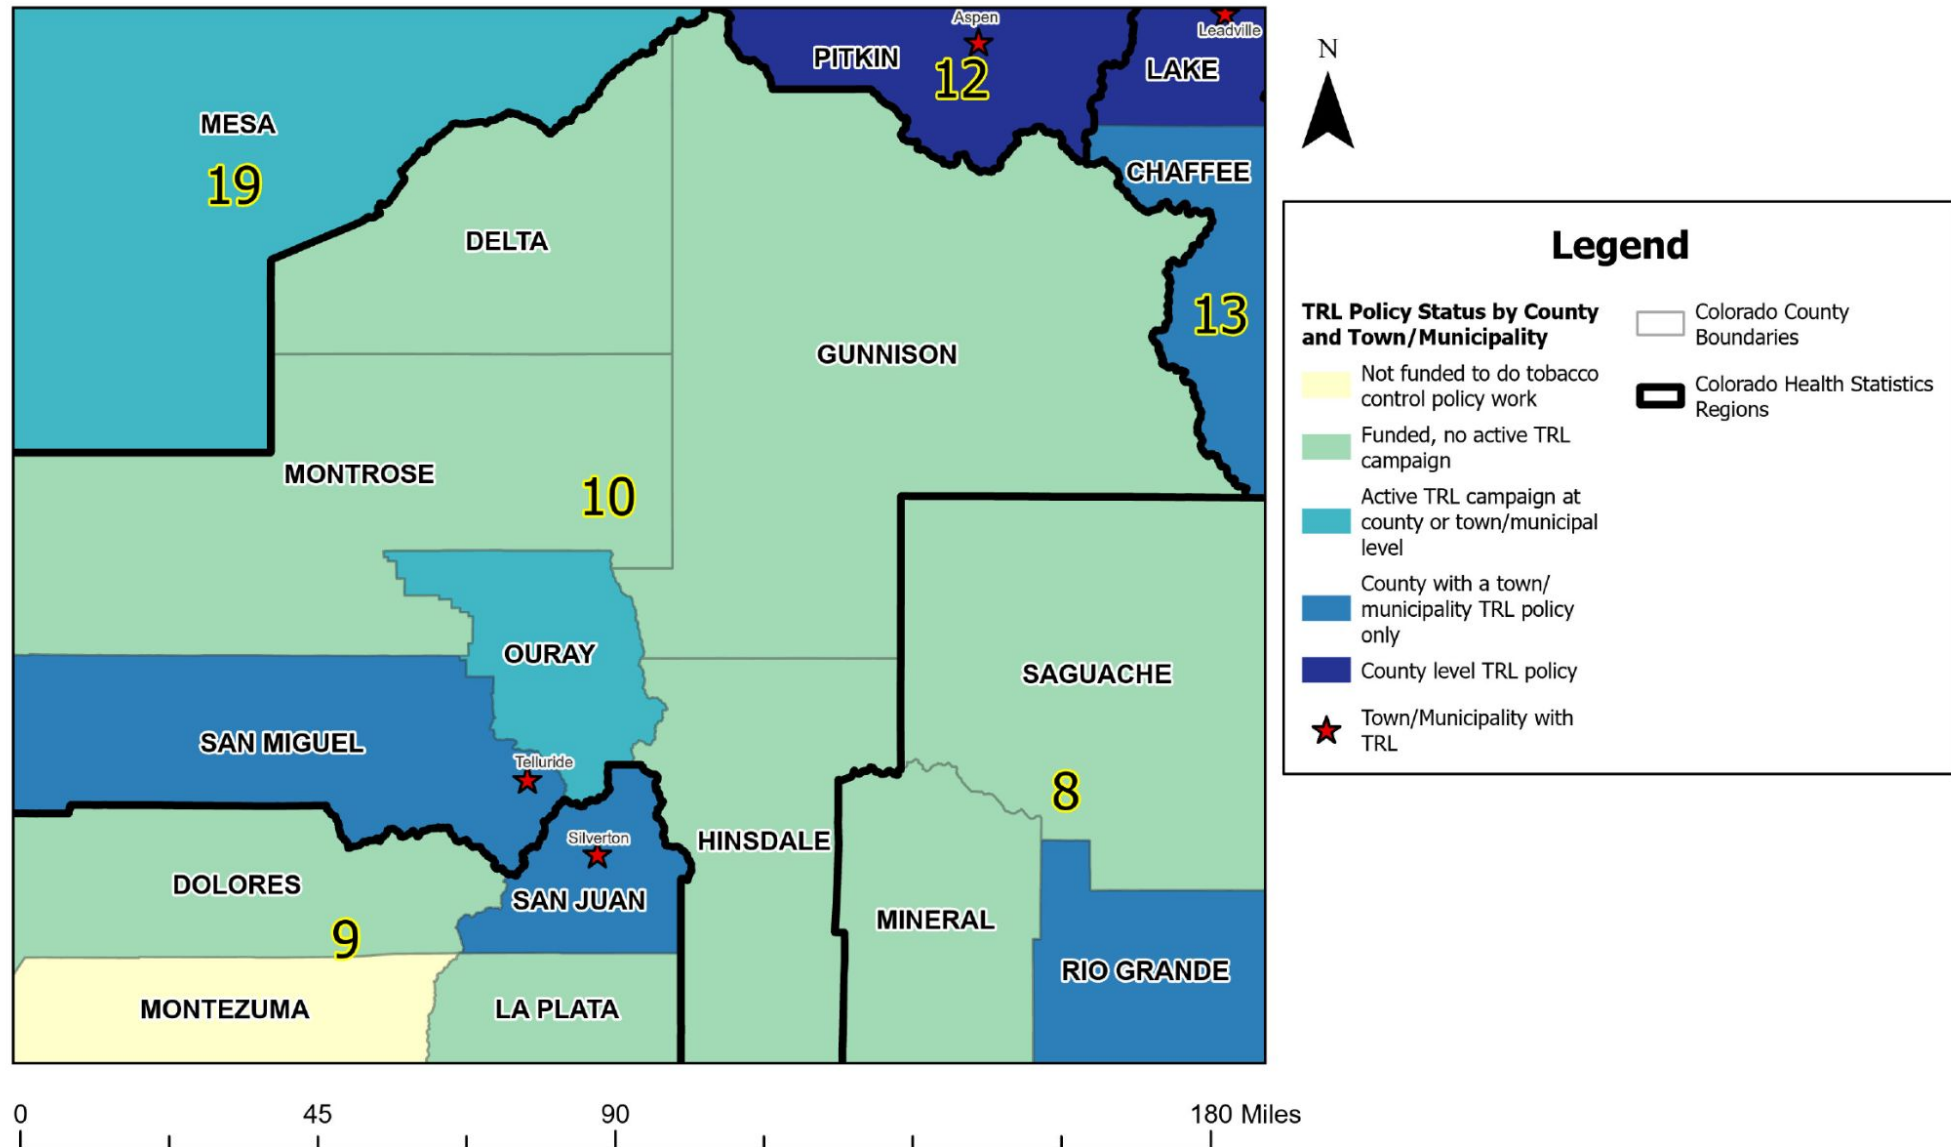 Aspen
Leadville
PITKIN
12
LAKE
MESA
19
CHAFFEE
DELTA
13
GUNNISON
MONTROSE
10
OURAY
SAGUACHE
SAN MIGUEL
Telluride
8
Silverton
HINSDALE
DOLORES
SAN JUAN
MINERAL
9
RIO GRANDE
MONTEZUMA
LA PLATA
0
45
90
180 Miles
N
Legend
TRL Policy Status by County
and Town/Municipality
Not funded to do tobacco
control policy work
Funded, no active TRL
campaign
Active TRL campaign at
county or town/municipal
level
County with a town/
municipality TRL policy
only
County level TRL policy
Town/Municipality with
TRL
Colorado County
Boundaries
Colorado Health Statistics
Regions